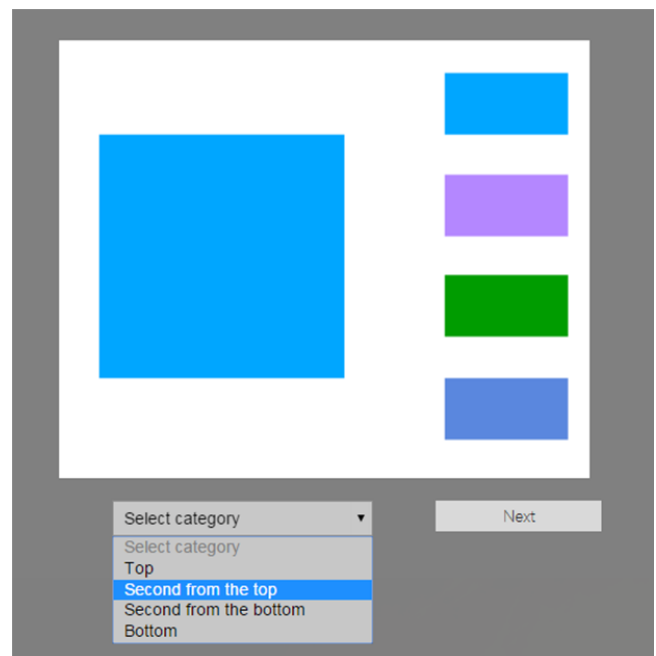 Select category
Next
Select category
Top
Second from the top
Second from the bottom
Bottom